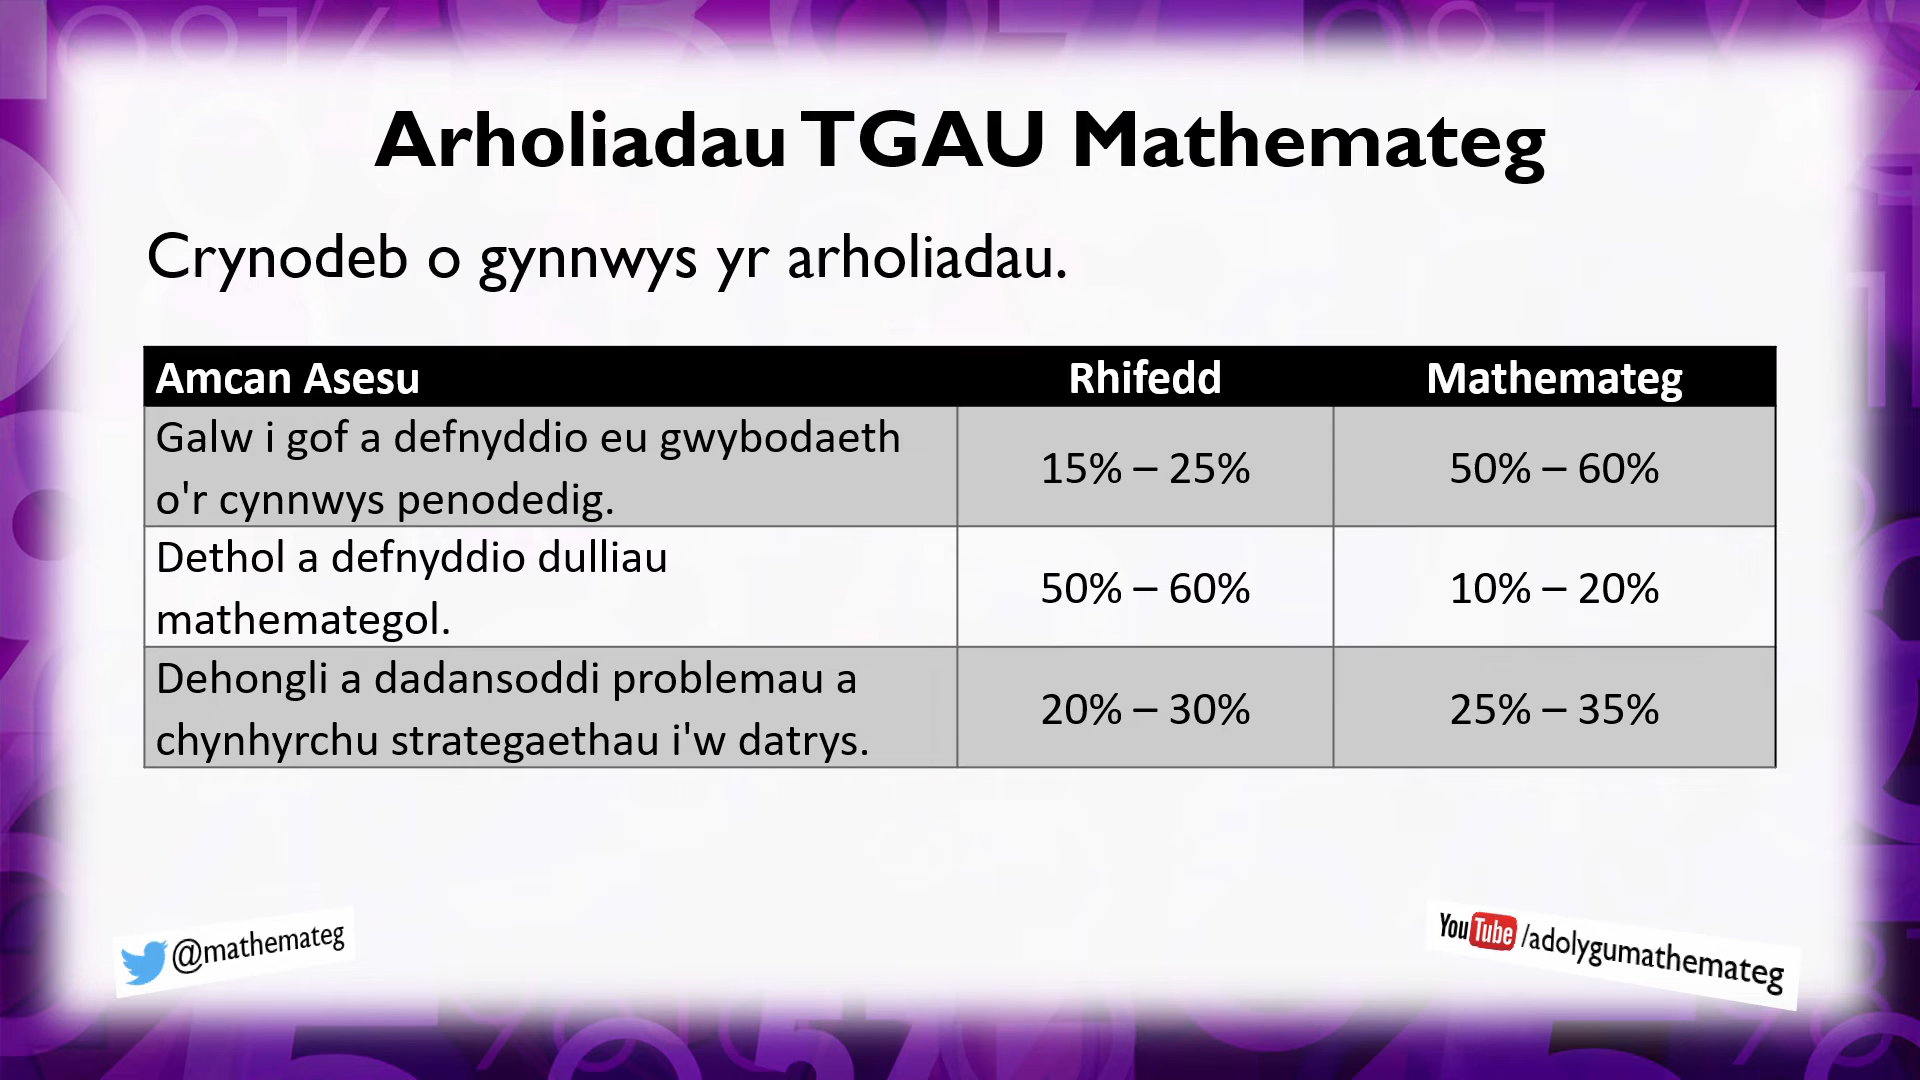 Arholiadau TGAU Mathemateg
Crynodeb o gynnwys yr arholiadau.
Amcan Asesu Rhifedd Mathemateg
Galw i gof a defnyddio eu gwybodaeth
o'r cynnwys penodedig.
15% – 25% 50% – 60%
Dethol a defnyddio dulliau
mathemategol.
50% – 60% 10% – 20%
Dehongli a dadansoddi problemau a
chynhyrchu strategaethau i'w datrys.
20% – 30% 25% – 35%
@mathemateg
YouTube /adolygumathemateg